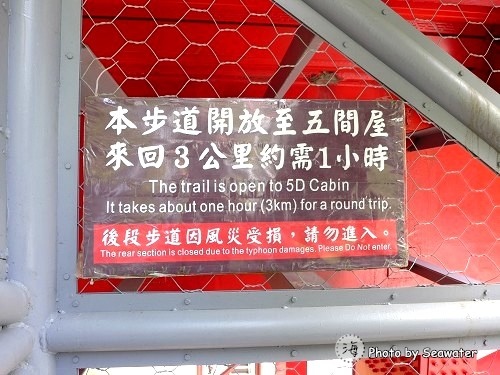 本步道開放至五間屋
來回3公里約需1小時
The trail is open to 5D Cabin
It takes about one hour (3km) for a round trip.
後段步道因風災受損，請勿進入。
The rear section is closed due to the typhoon damages. Please Do Not enter.
海
Photo by Seawater